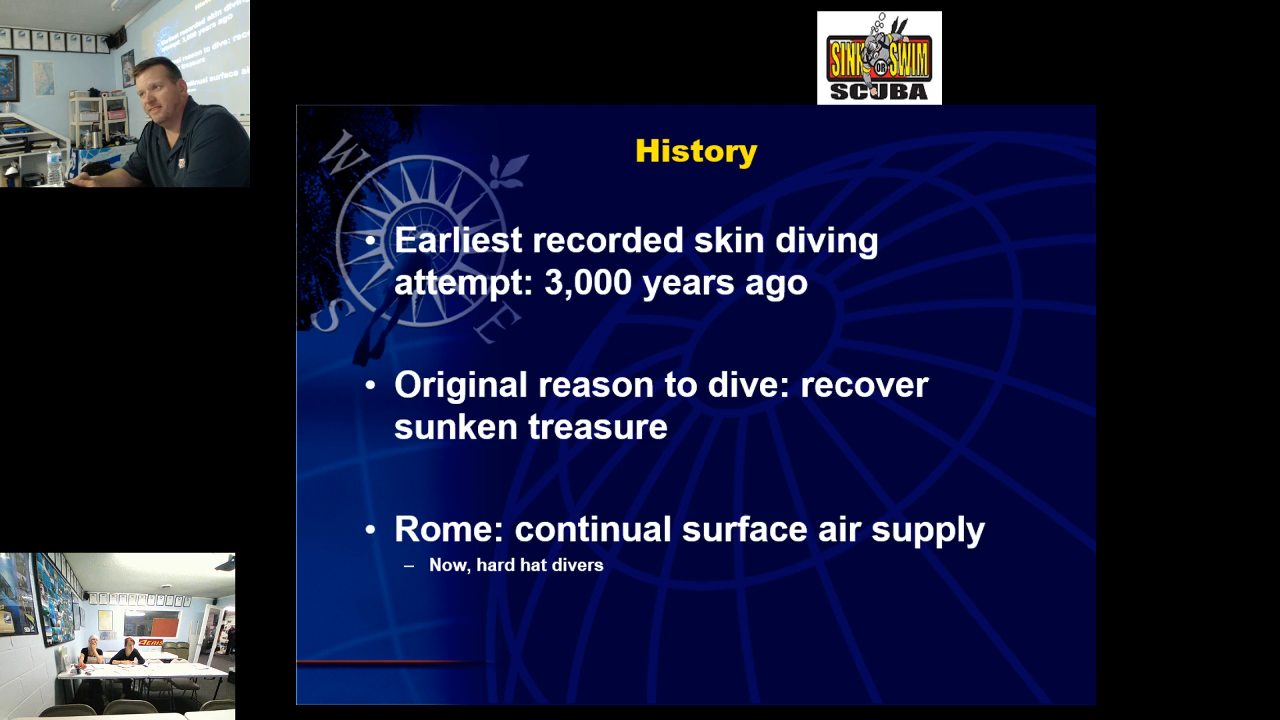 SINK OR SWIM
SCUBA
History
• Earliest recorded skin diving
attempt: 3,000 years ago
• Original reason to dive: recover
sunken treasure
• Rome: continual surface air supply
– Now, hard hat divers
W
S
E